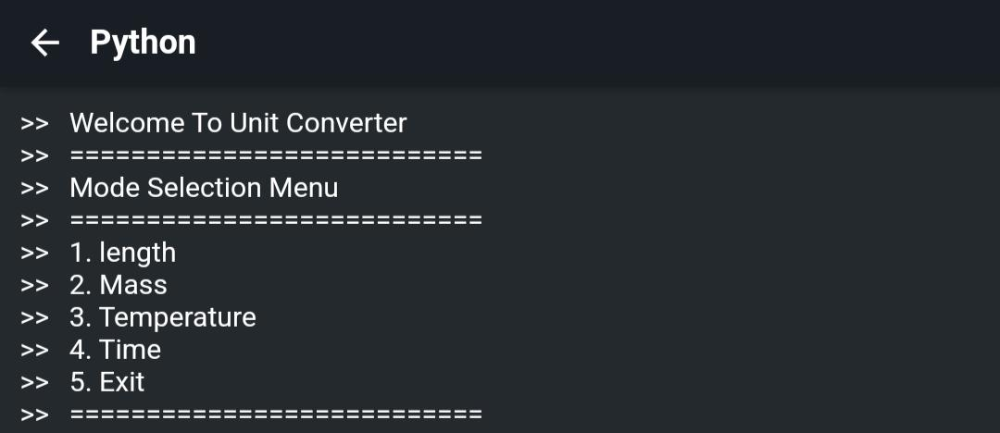 Python
>> Welcome To Unit Converter
>> ===========================
>> Mode Selection Menu
>> ===========================
>> 1. length
>> 2. Mass
>> 3. Temperature
>> 4. Time
>> 5. Exit
>> ===========================